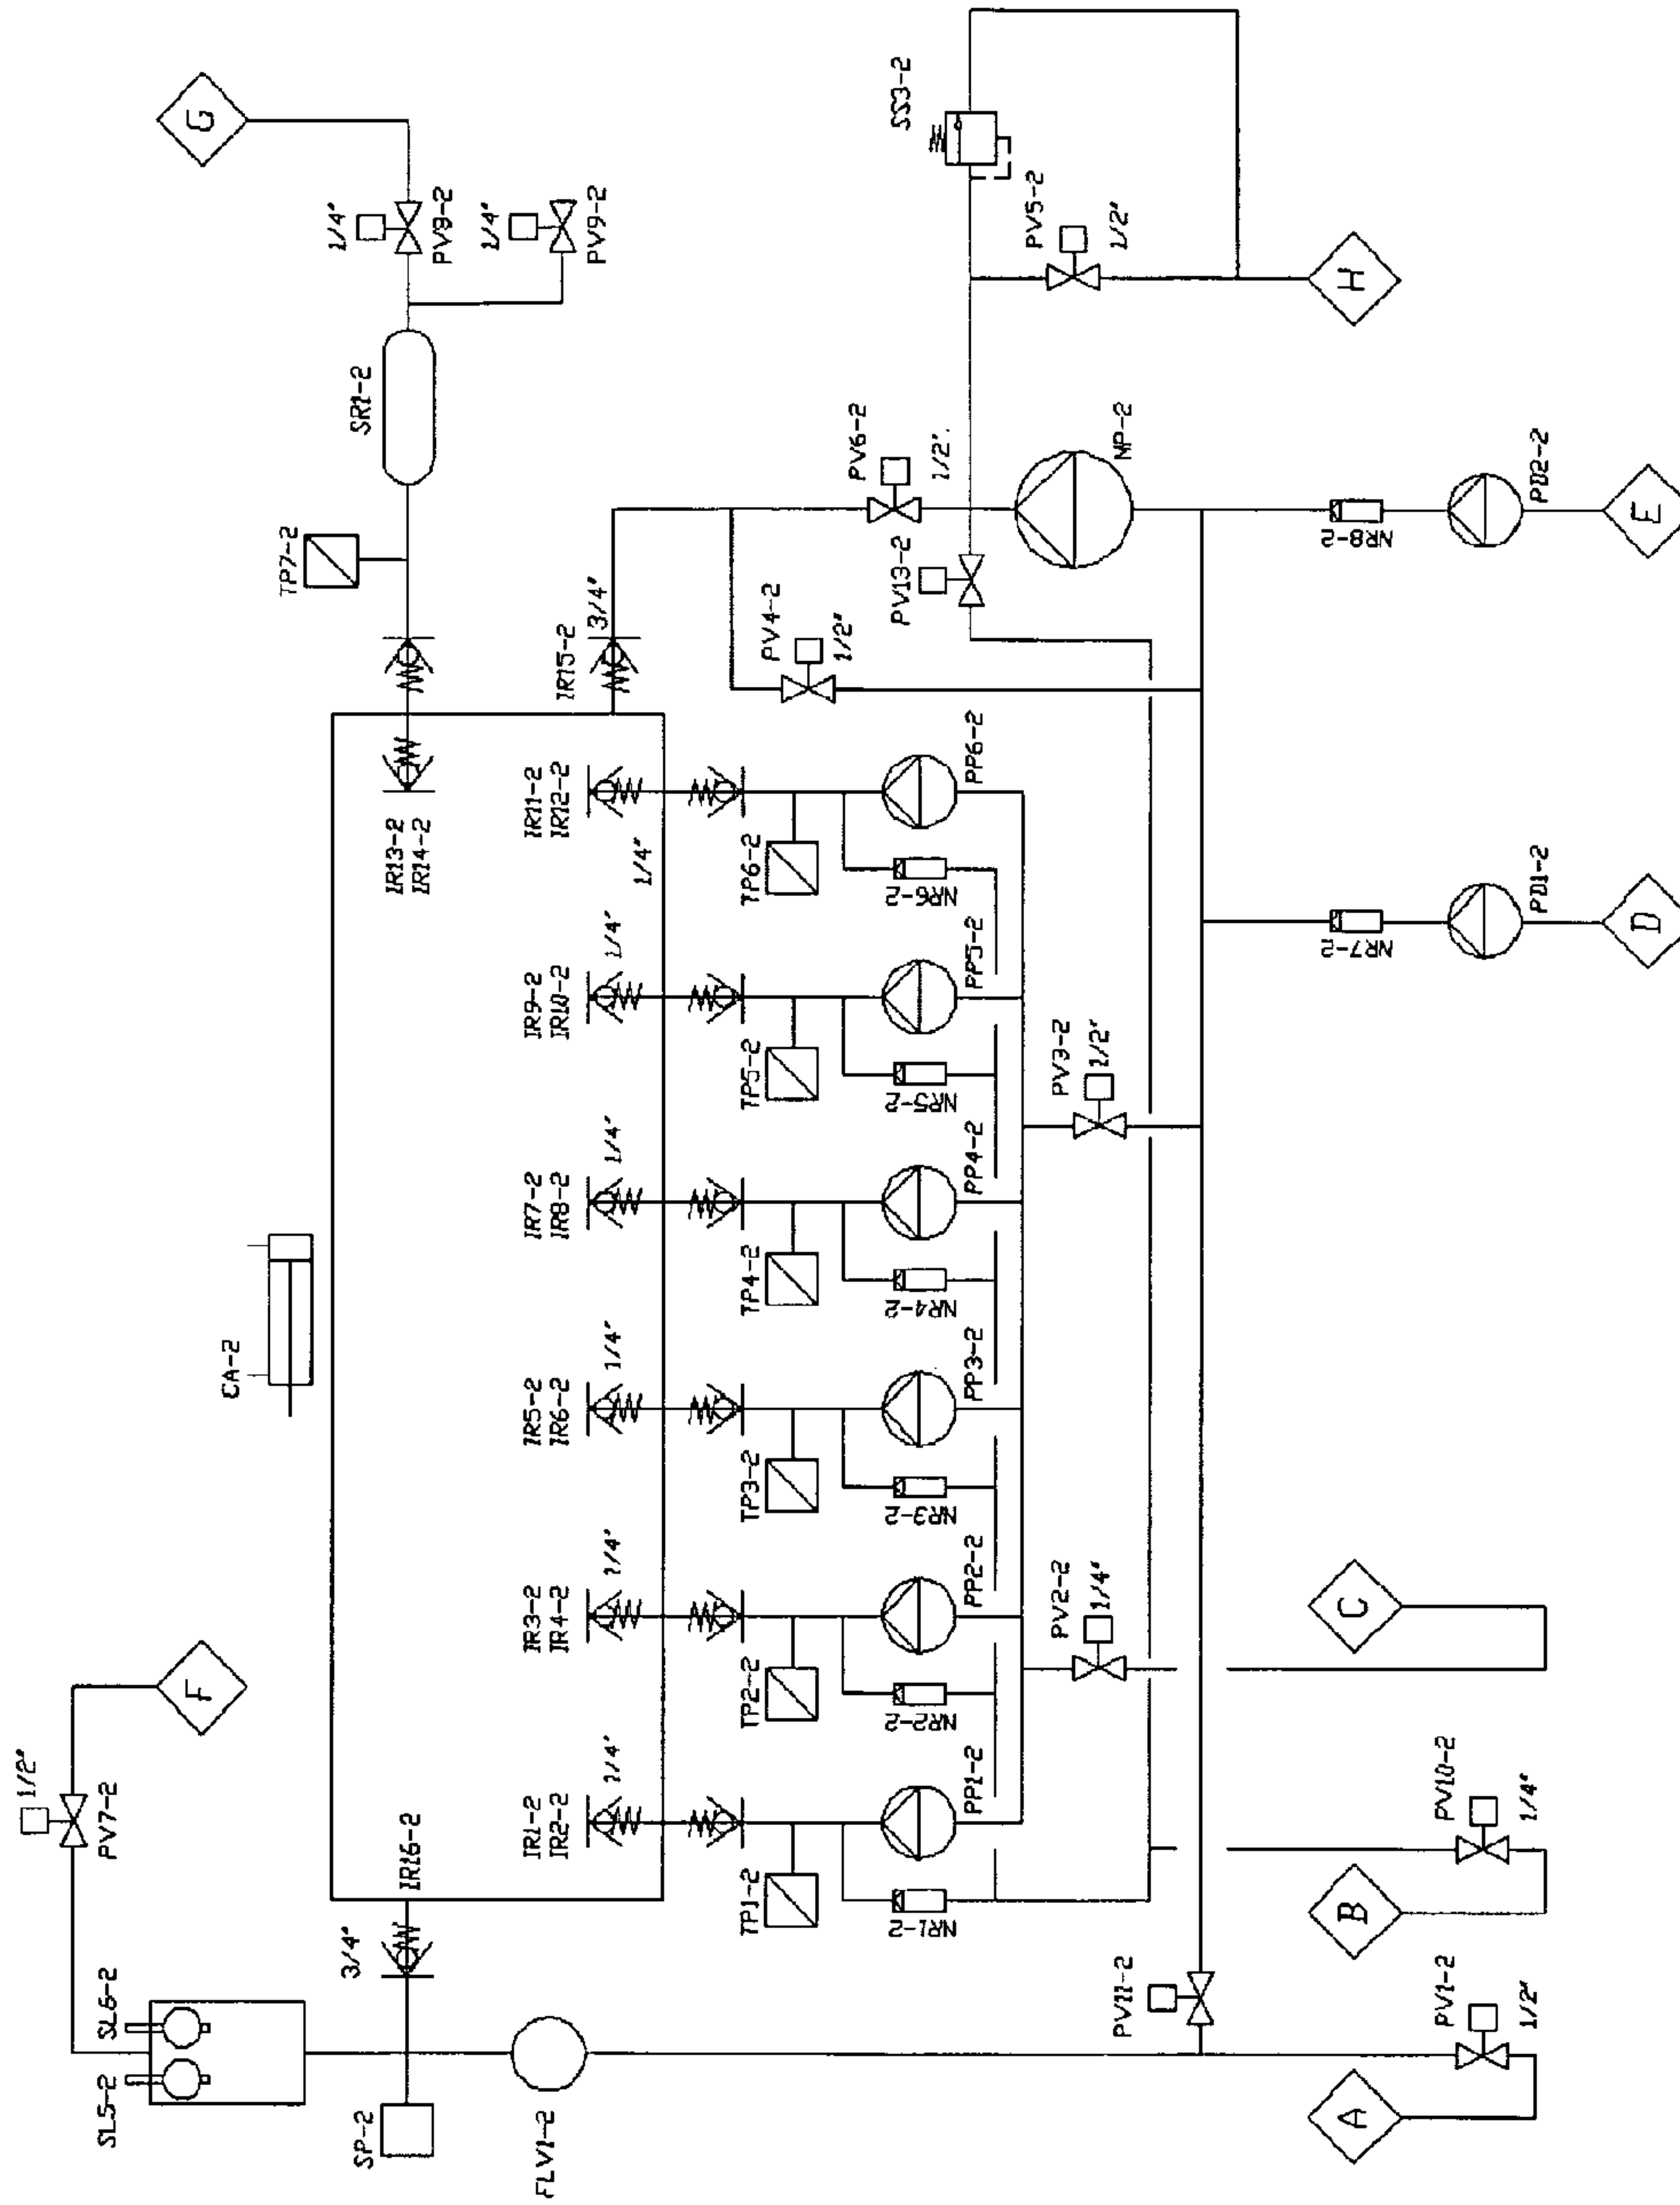 1/2"
SL5-2
SL6-2
PV7-2
F
G
CA-2
TP7-2
3/4"
1/4"
SP-2
IR16-2
SR1-2
IR13-2
IR14-2
PV8-2
1/4"
FLV1-2
IR1-2
IR2-2
IR3-2
IR4-2
IR5-2
IR6-2
IR7-2
IR8-2
IR9-2
IR10-2
IR11-2
IR12-2
IR15-2
3/4"
PV9-2
1/4"
1/4"
1/4"
1/4"
1/4"
1/4"
TP1-2
TP2-2
TP3-2
TP4-2
TP5-2
TP6-2
PV4-2
1/2"
PV6-2
1/2"
PV13-2
SS3-2
NR1-2
NR2-2
NR3-2
NR4-2
NR5-2
NR6-2
PP1-2
PP2-2
PP3-2
PP4-2
PP5-2
PP6-2
PV5-2
1/2"
PV2-2
1/4"
PV3-2
1/2"
MP-2
PV11-2
A
B
C
H
NR7-2
NR8-2
PV1-2
1/2"
PV10-2
1/4"
PD1-2
PD2-2
D
E